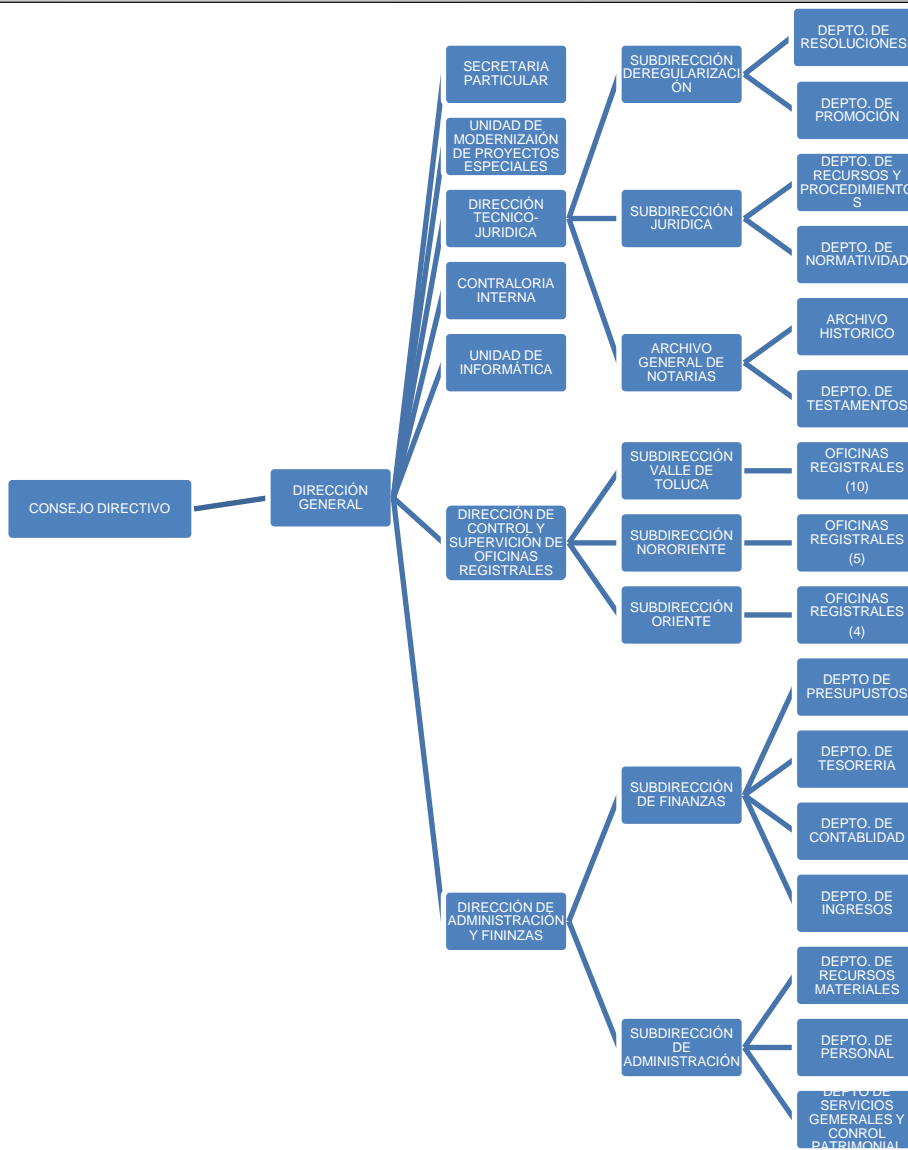 CONSEJO DIRECTIVO
DIRECCIÓN
GENERAL
SECRETARIA
PARTICULAR
UNIDAD DE
MODERNIZAIÓN
DE PROYECTOS
ESPECIALES
DIRECCIÓN
TECNICO-
JURIDICA
CONTRALORIA
INTERNA
UNIDAD DE
INFORMÁTICA
DIRECCIÓN DE
CONTROL Y
SUPERVICIÓN DE
OFICINAS
REGISTRALES
DIRECCIÓN DE
ADMINISTRACIÓN
Y FININZAS
SUBDIRECCIÓN
DEREGULARIZACI
ÓN
SUBDIRECCIÓN
JURIDICA
ARCHIVO
GENERAL DE
NOTARIAS
SUBDIRECCIÓN
VALLE DE
TOLUCA
SUBDIRECCIÓN
NORORIENTE
SUBDIRECCIÓN
ORIENTE
SUBDIRECCIÓN
DE FINANZAS
SUBDIRECCIÓN
DE
ADMINISTRACIÓN
DEPTO. DE
RESOLUCIONES
DEPTO. DE
PROMOCIÓN
DEPTO. DE
RECURSOS Y
PROCEDIMIENTO
S
DEPTO. DE
NORMATIVIDAD
ARCHIVO
HISTORICO
DEPTO. DE
TESTAMENTOS
OFICINAS
REGISTRALES
(10)
OFICINAS
REGISTRALES
(5)
OFICINAS
REGISTRALES
(4)
DEPTO DE
PRESUPUSTOS
DEPTO. DE
TESORERIA
DEPTO. DE
CONTABLIDAD
DEPTO. DE
INGRESOS
DEPTO. DE
RECURSOS
MATERIALES
DEPTO. DE
PERSONAL
DEPTO DE
SERVICIOS
GEMERALES Y
CONROL
PATRIMONIAL